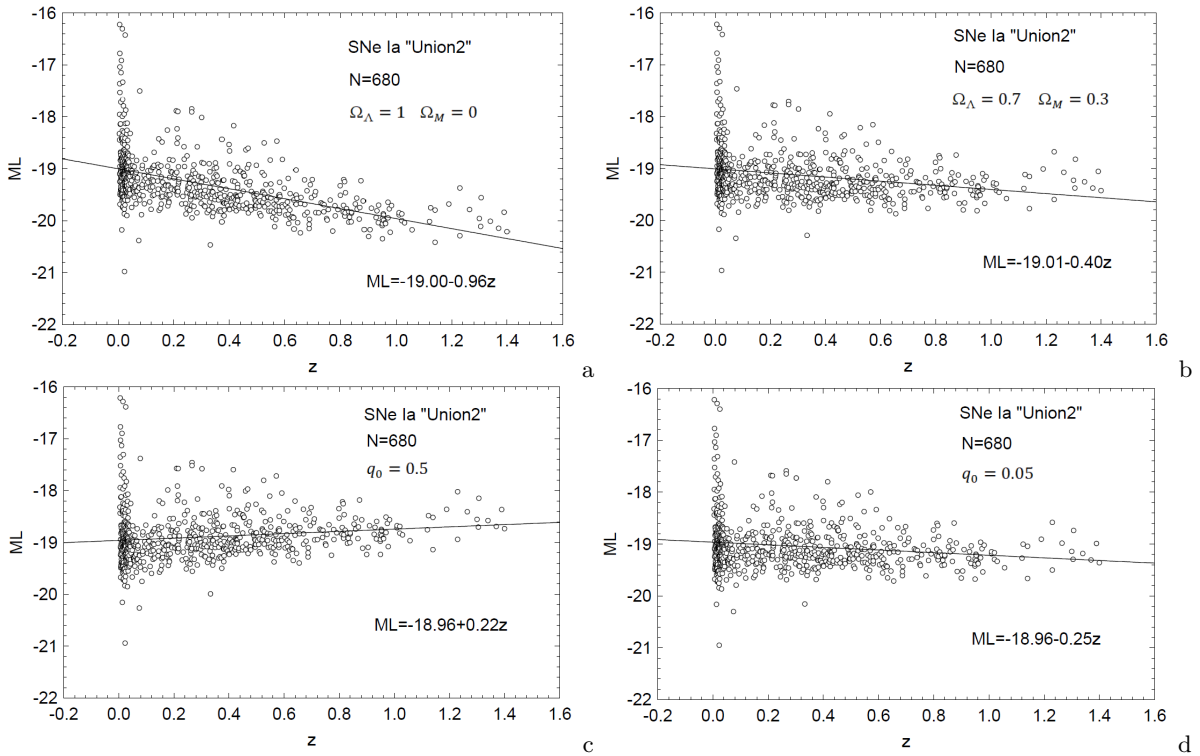 -16
-17
-18
-19
-20
-21
-22
ML
SNe Ia "Union2"
N=680
Ω_Λ = 1 Ω_M = 0
ML=-19.00-0.96z
-0.2 0.0 0.2 0.4 0.6 0.8 1.0 1.2 1.4 1.6
z
a
-16
-17
-18
-19
-20
-21
-22
ML
SNe Ia "Union2"
N=680
Ω_Λ = 0.7 Ω_M = 0.3
ML=-19.01-0.40z
-0.2 0.0 0.2 0.4 0.6 0.8 1.0 1.2 1.4 1.6
z
b
-16
-17
-18
-19
-20
-21
-22
ML
SNe Ia "Union2"
N=680
q₀ = 0.5
ML=-18.96+0.22z
-0.2 0.0 0.2 0.4 0.6 0.8 1.0 1.2 1.4 1.6
z
c
-16
-17
-18
-19
-20
-21
-22
ML
SNe Ia "Union2"
N=680
q₀ = 0.05
ML=-18.96-0.25z
-0.2 0.0 0.2 0.4 0.6 0.8 1.0 1.2 1.4 1.6
z
d